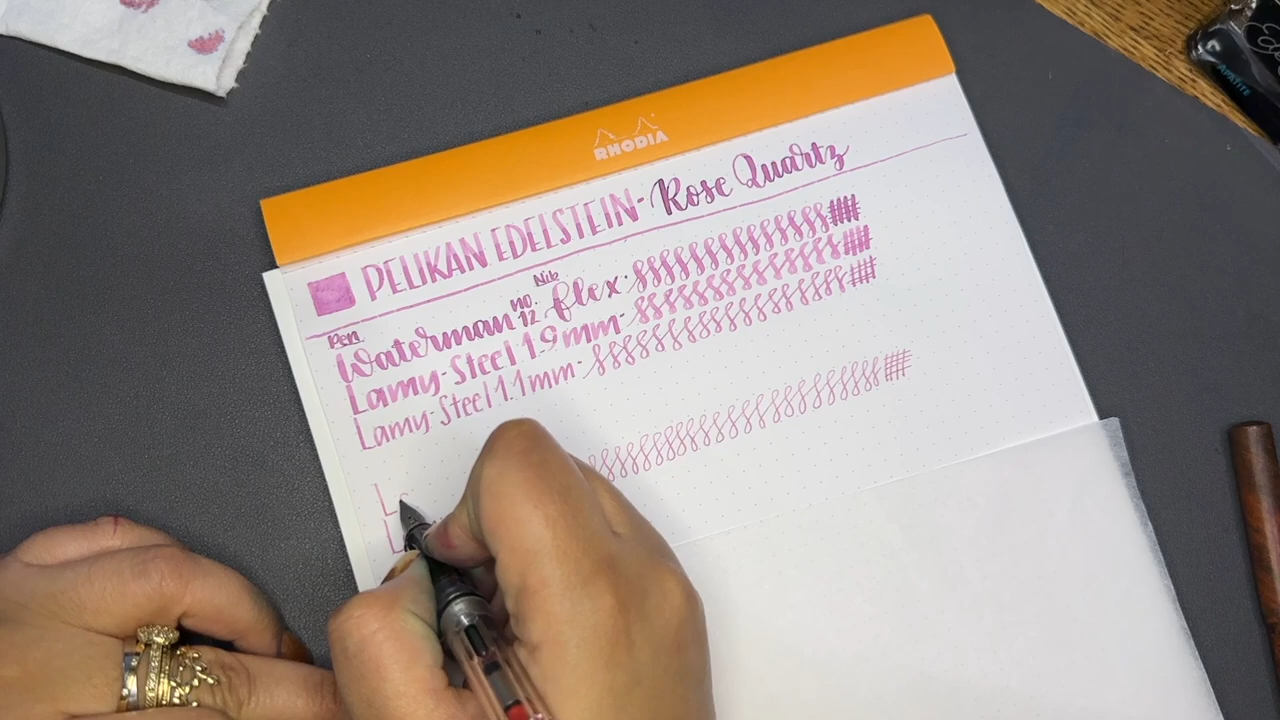 RHODIA
PELIKAN EDELSTEIN- Rose Quartz
Pen Nib
Waterman no. 12 flex-
Lamy-Steel 1.9mm-
Lamy-Steel 1.1mm-
L
L
APATITE